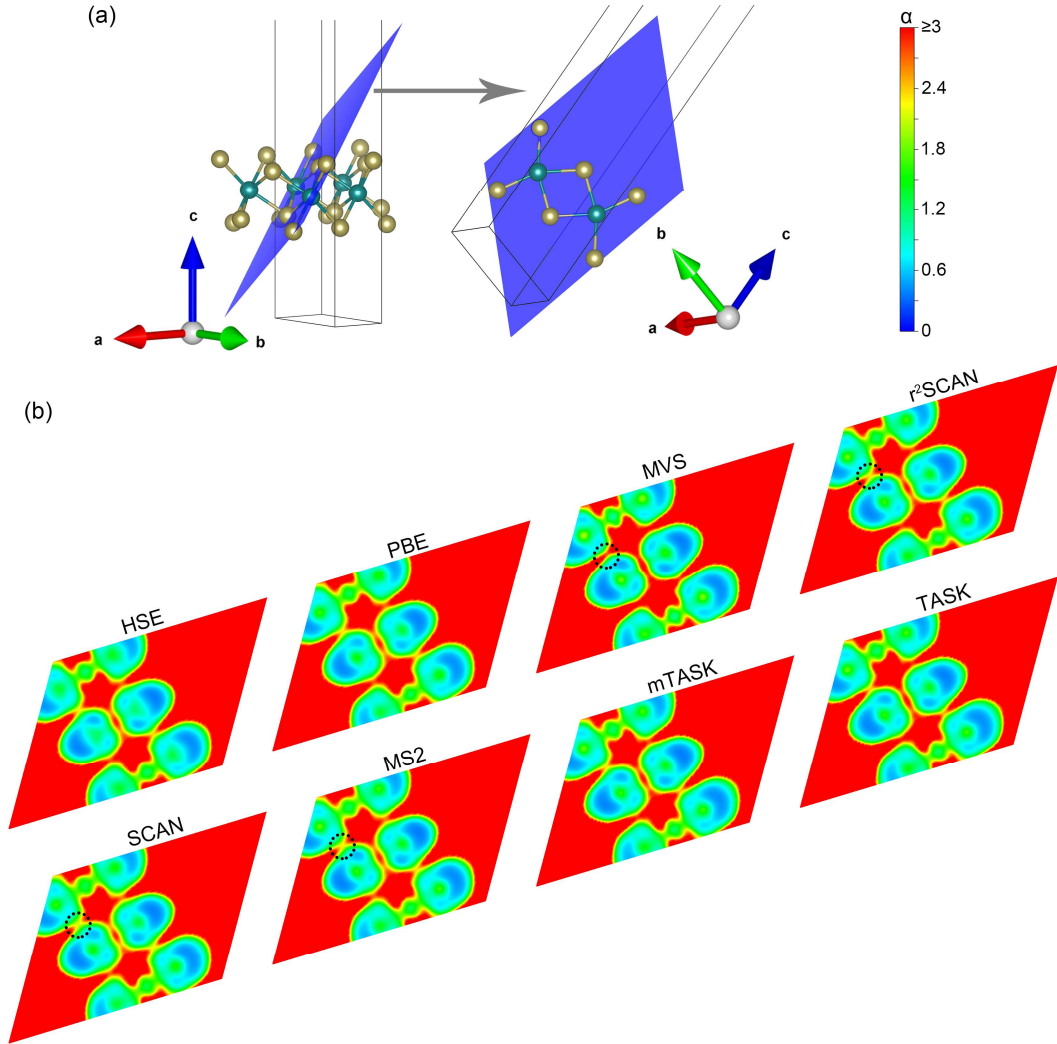 (a)
α
≥3
2.4
1.8
1.2
0.6
0
c
a
b
b
c
a
(b)
r²SCAN
MVS
PBE
HSE
TASK
mTASK
MS2
SCAN